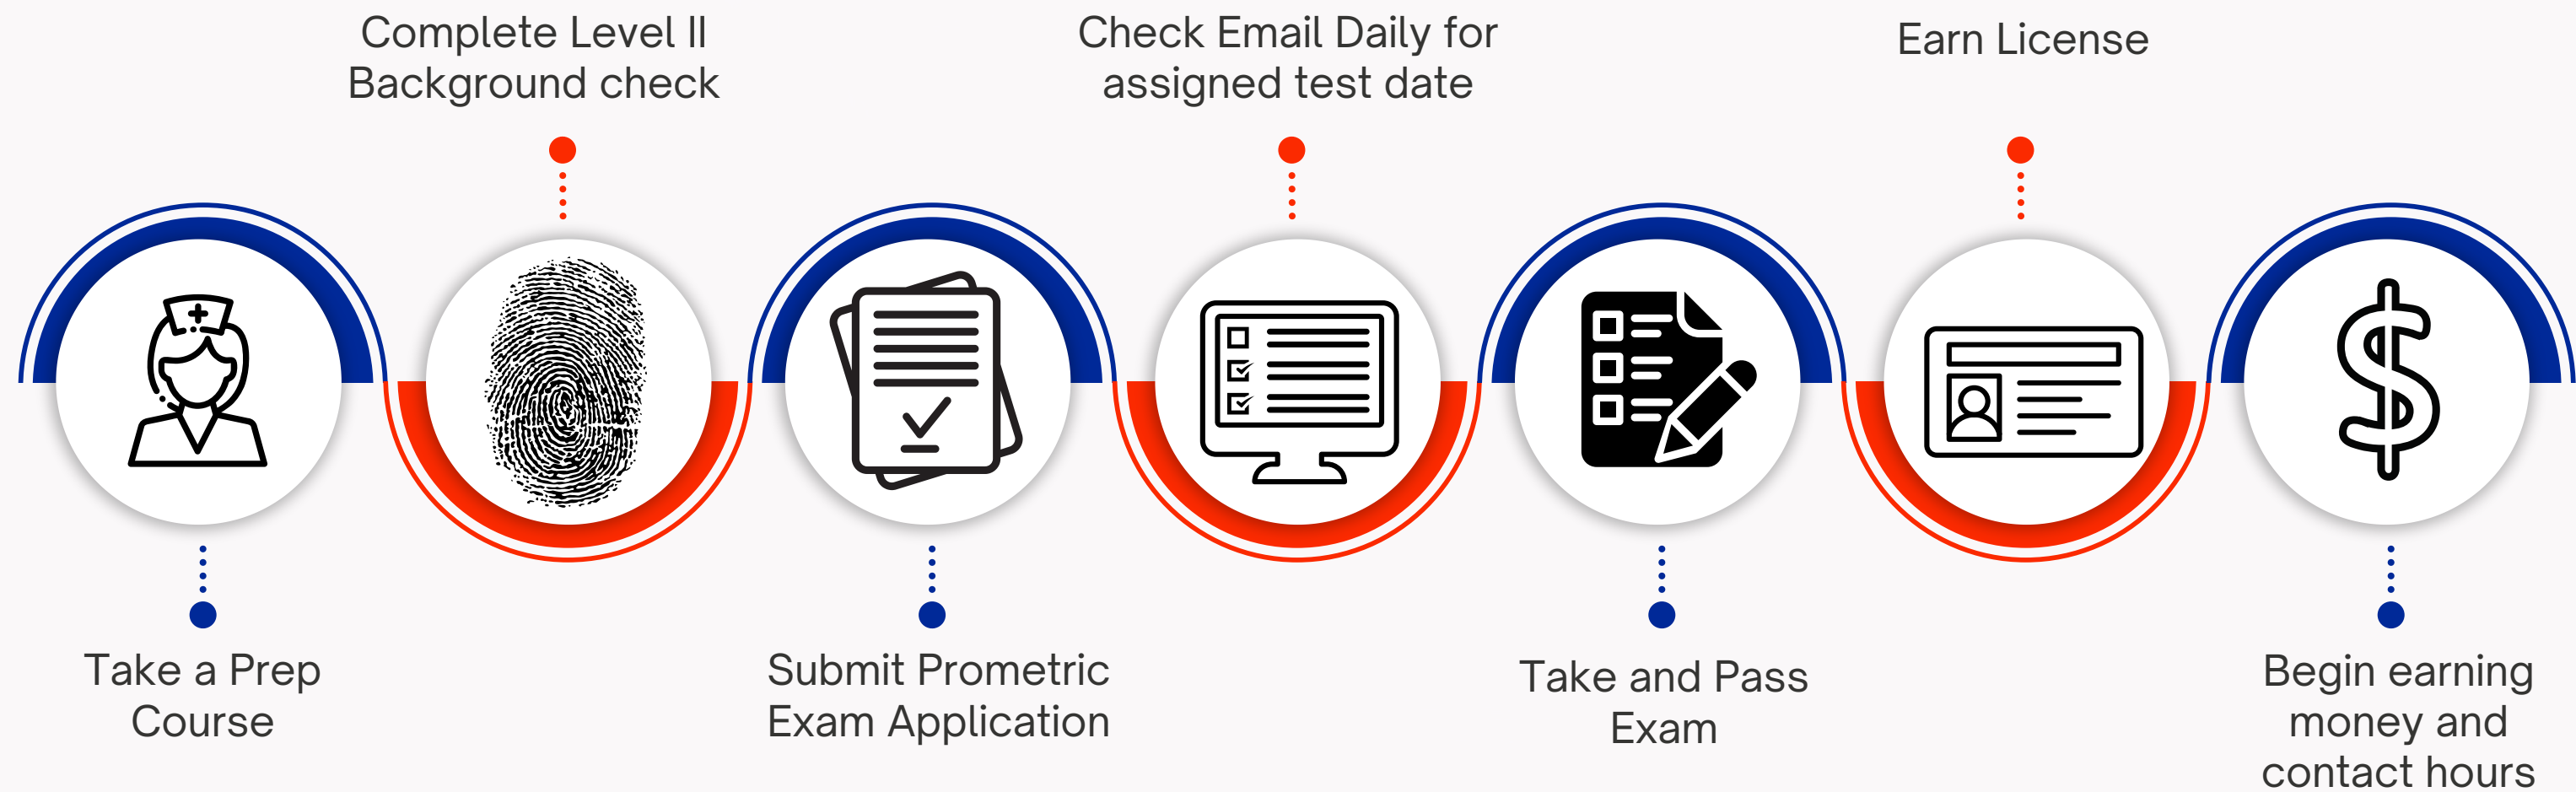 Take a Prep
Course
Complete Level II
Background check
Submit Prometric
Exam Application
Check Email Daily for
assigned test date
Take and Pass
Exam
Earn License
Begin earning
money and
contact hours